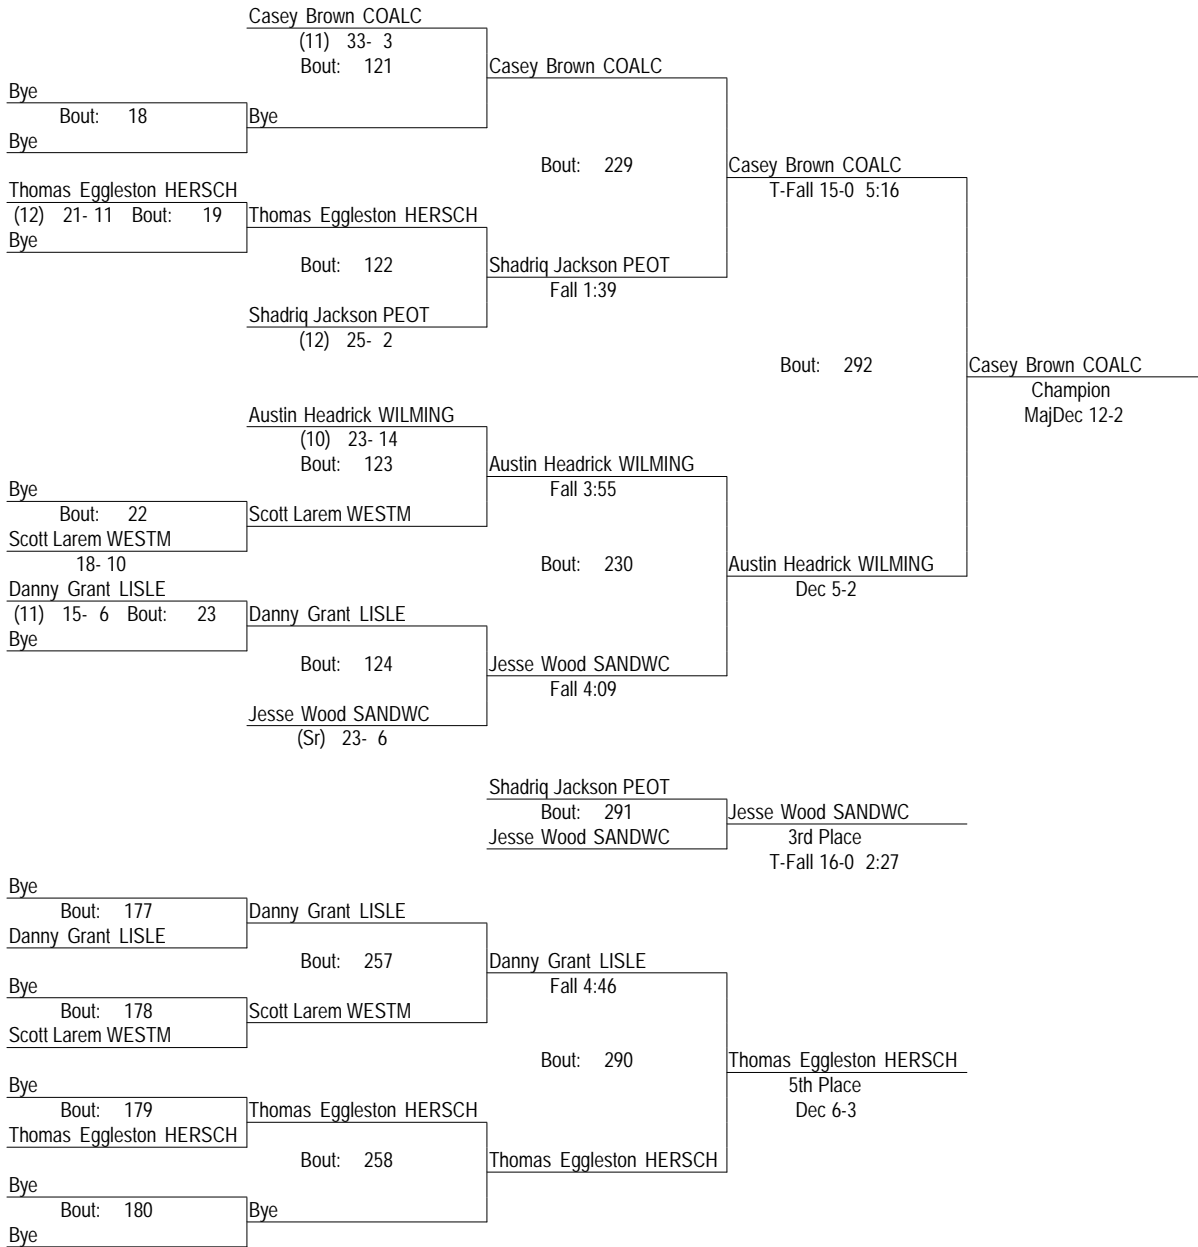 Casey Brown COALC
(11) 33- 3
Bout: 121
Casey Brown COALC
Bye
Bout: 18
Bye
Bye
Bout: 229
Casey Brown COALC
T-Fall 15-0 5:16
Thomas Eggleston HERSCH
(12) 21- 11 Bout: 19
Thomas Eggleston HERSCH
Bye
Bout: 122
Shadriq Jackson PEOT
Fall 1:39
Shadriq Jackson PEOT
(12) 25- 2
Bout: 292
Casey Brown COALC
Champion
MajDec 12-2
Austin Headrick WILMING
(10) 23- 14
Bout: 123
Austin Headrick WILMING
Fall 3:55
Bye
Bout: 22
Scott Larem WESTM
Scott Larem WESTM
18- 10
Bout: 230
Austin Headrick WILMING
Dec 5-2
Danny Grant LISLE
(11) 15- 6 Bout: 23
Danny Grant LISLE
Bye
Bout: 124
Jesse Wood SANDWC
Fall 4:09
Jesse Wood SANDWC
(Sr) 23- 6
Shadriq Jackson PEOT
Bout: 291
Jesse Wood SANDWC
Jesse Wood SANDWC
3rd Place
T-Fall 16-0 2:27
Bye
Bout: 177
Danny Grant LISLE
Danny Grant LISLE
Bout: 257
Danny Grant LISLE
Fall 4:46
Bye
Bout: 178
Scott Larem WESTM
Scott Larem WESTM
Bout: 290
Thomas Eggleston HERSCH
5th Place
Dec 6-3
Bye
Bout: 179
Thomas Eggleston HERSCH
Thomas Eggleston HERSCH
Bout: 258
Thomas Eggleston HERSCH
Bye
Bout: 180
Bye
Bye